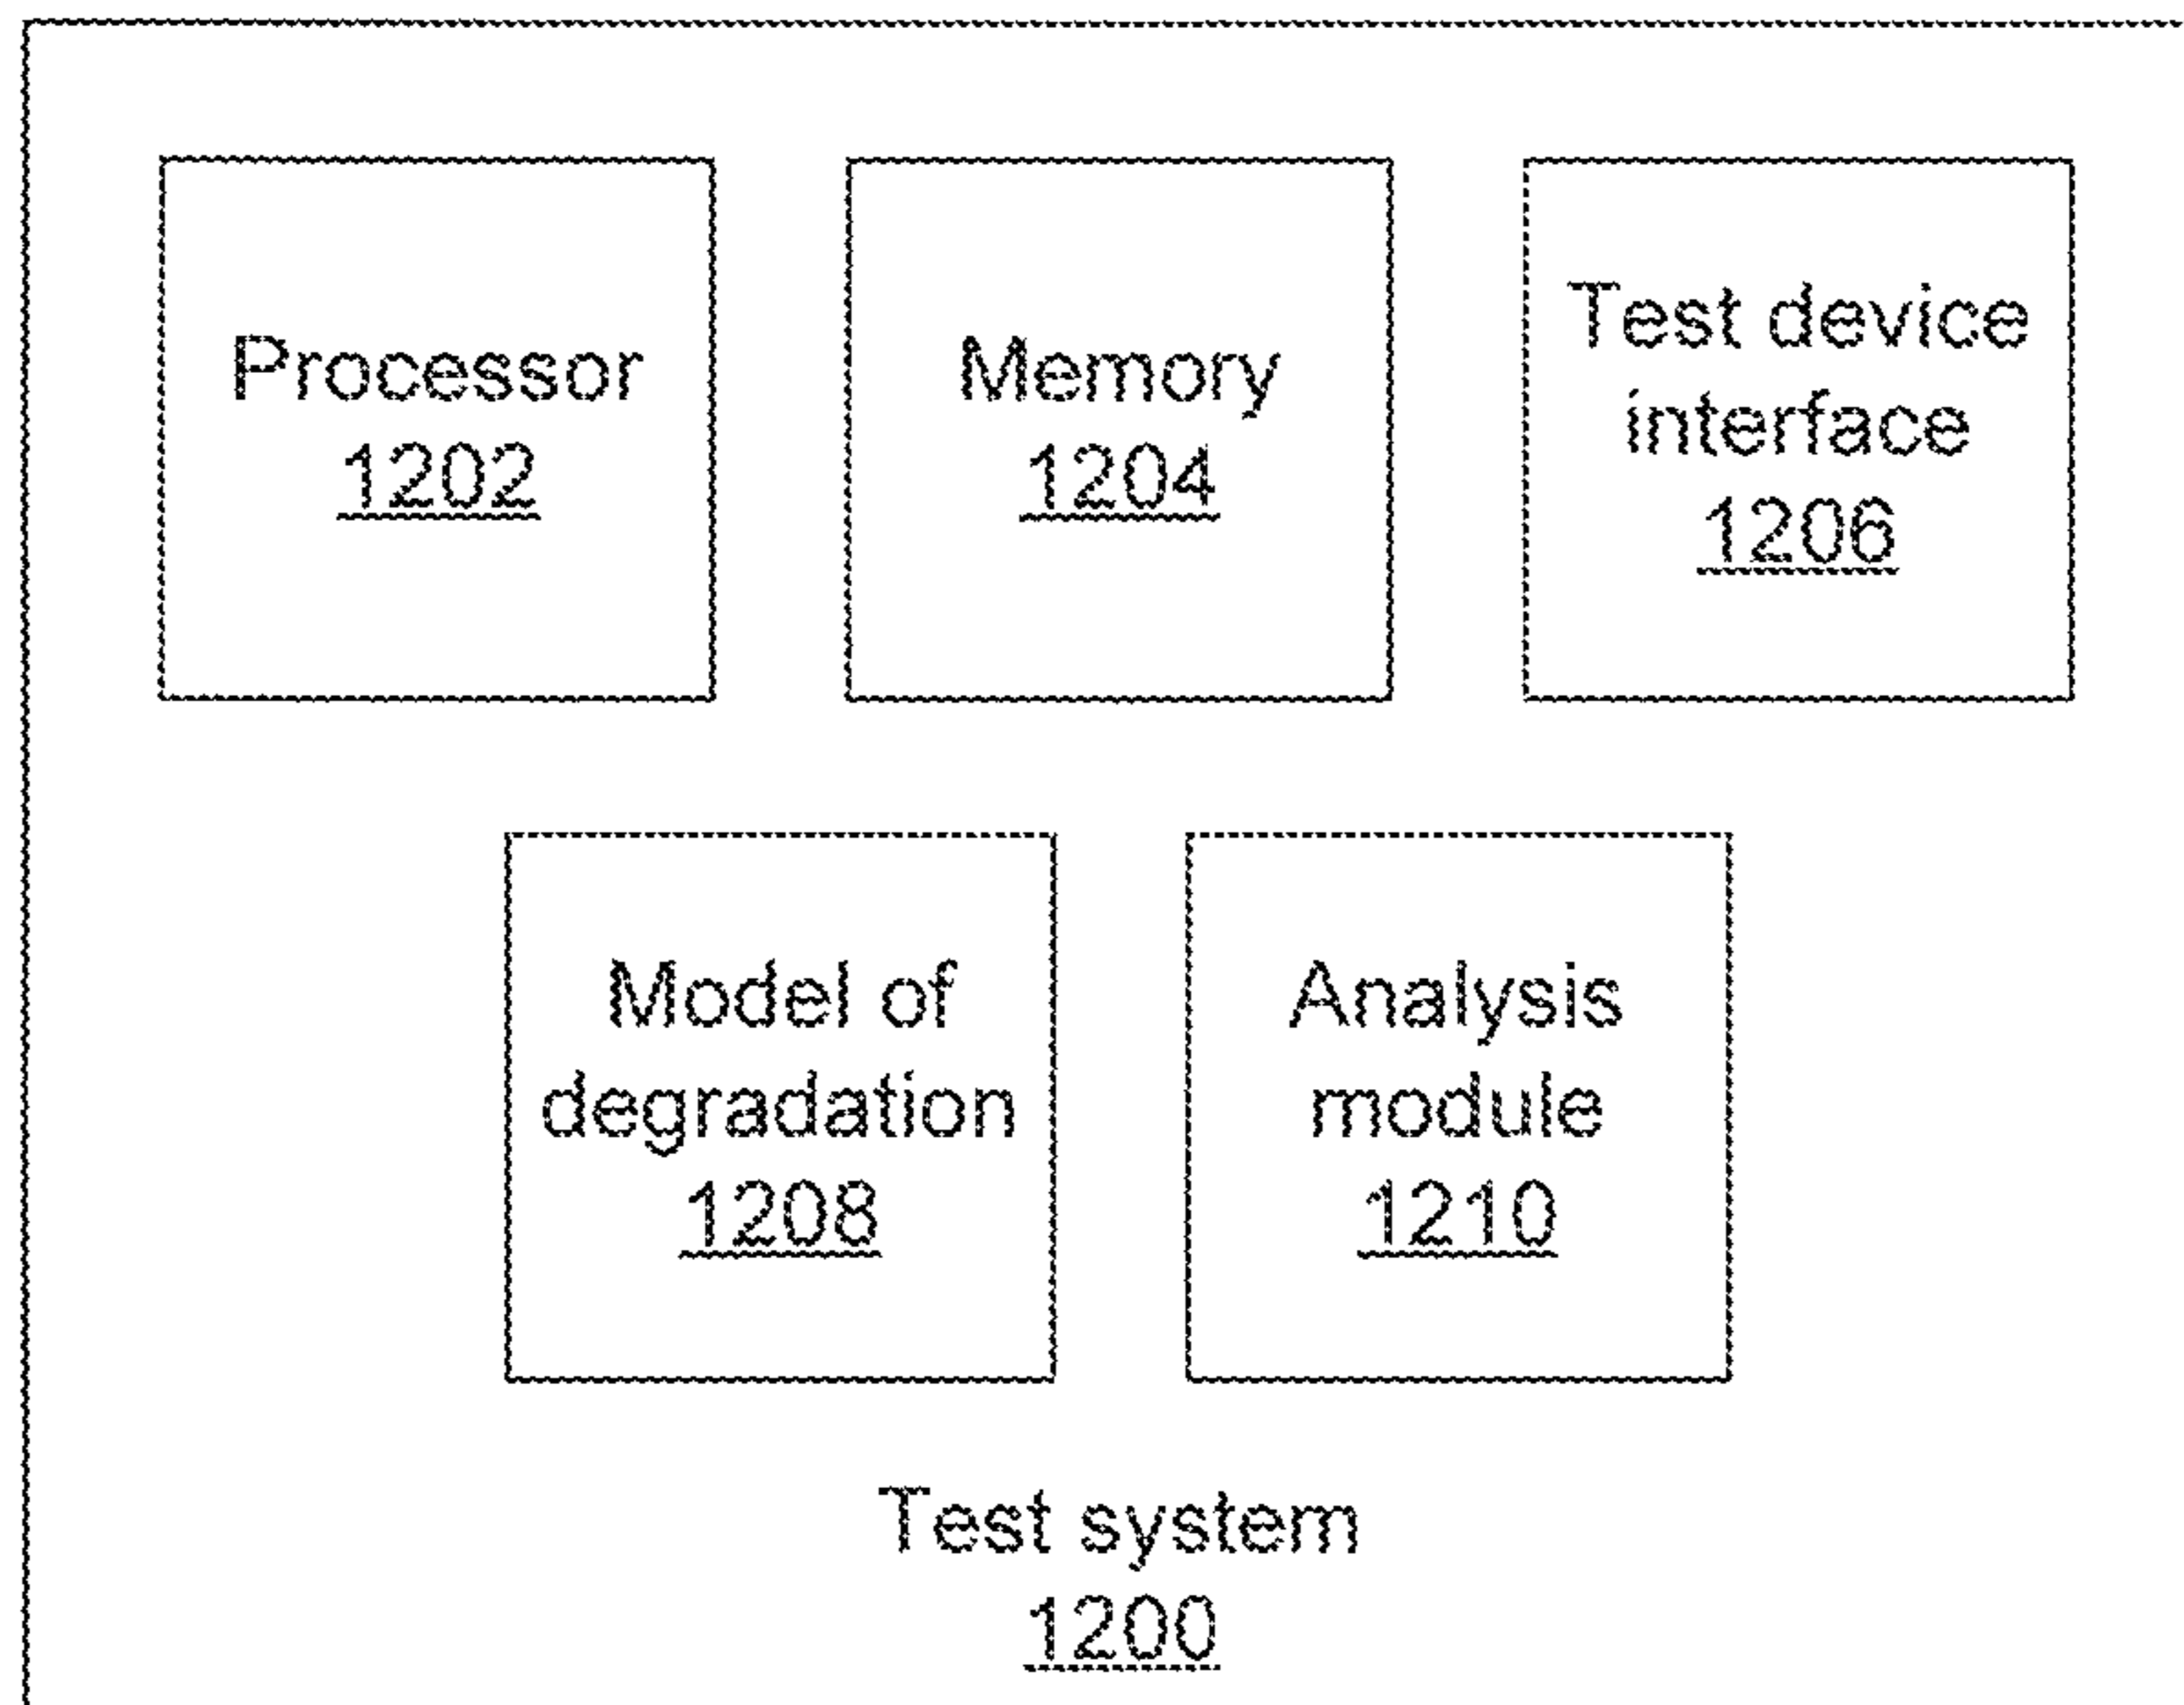 Processor
1202
Memory
1204
Test device
interface
1206
Model of
degradation
1208
Analysis
module
1210
Test system
1200